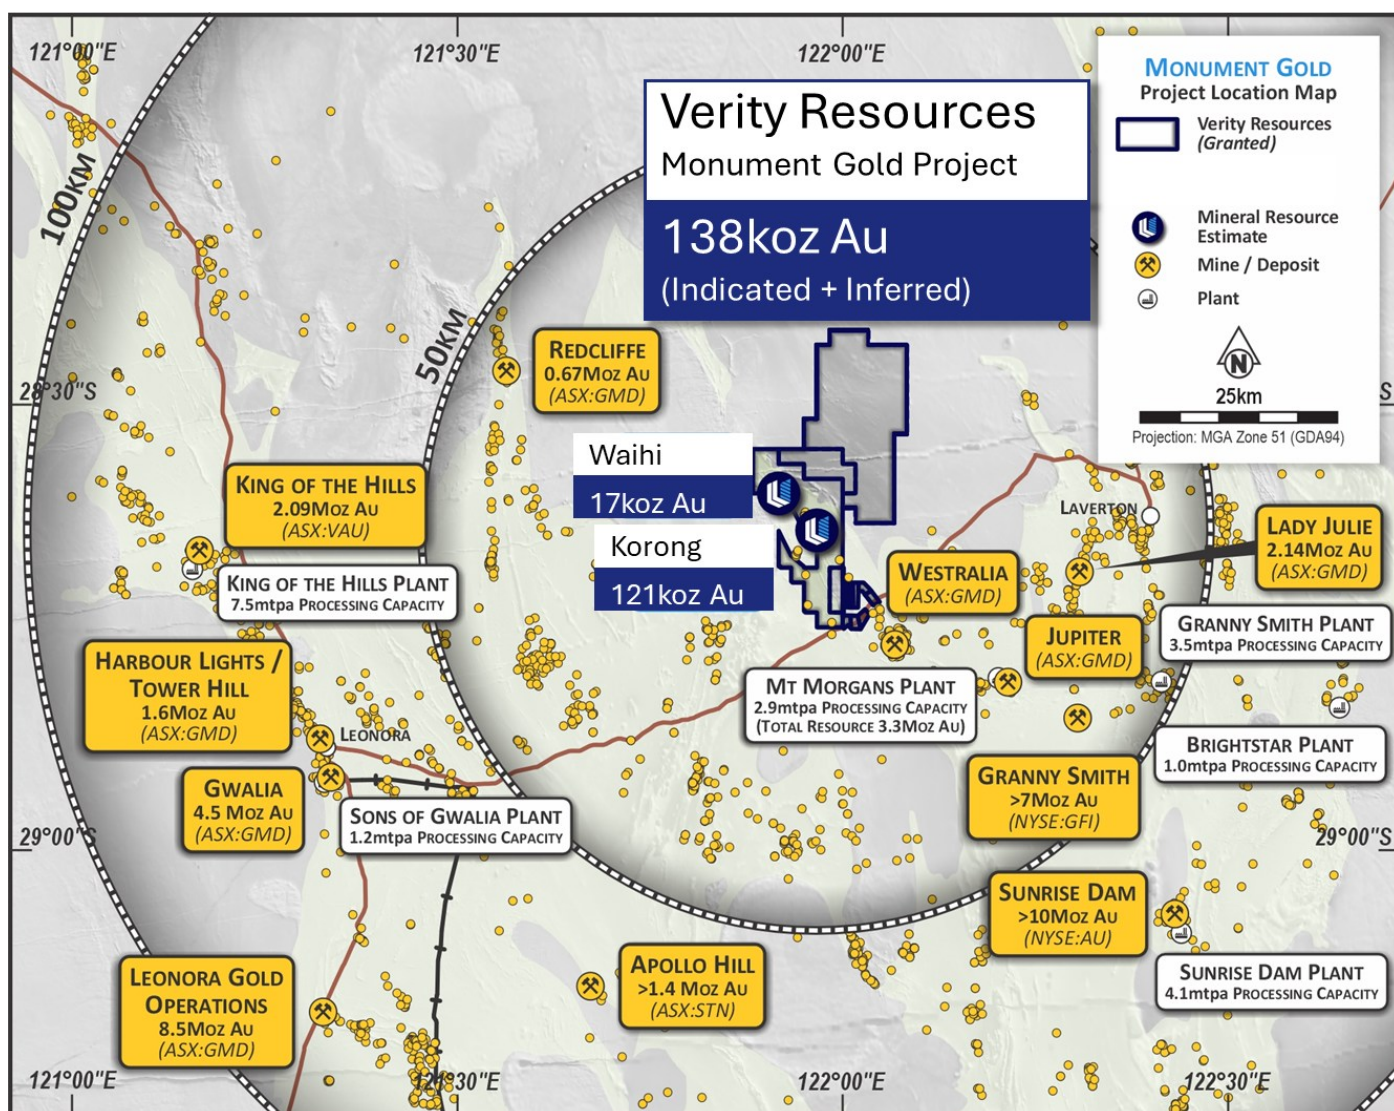 121°00"E
121°30"E
122°00"E
100KM
50KM
Verity Resources
Monument Gold Project
138koz Au
(Indicated + Inferred)
MONUMENT GOLD
Project Location Map
Verity Resources
(Granted)
Mineral Resource
Estimate
Mine / Deposit
Plant
N
25km
Projection: MGA Zone 51 (GDA94)
28°30"S
S
REDCLIFFE
0.67MOZ AU
(ASX:GMD)
Waihi
17koz Au
Korong
121koz Au
KING OF THE HILLS
2.09MOZ AU
(ASX:VAU)
KING OF THE HILLS PLANT
7.5mtpa PROCESSING CAPACITY
LAVERTON
LADY JULIE
2.14MOZ AU
(ASX:GMD)
WESTRALIA
(ASX:GMD)
JUPITER
(ASX:GMD)
GRANNY SMITH PLANT
3.5mtpa PROCESSING CAPACITY
HARBOUR LIGHTS /
TOWER HILL
1.6MOZ AU
(ASX:GMD)
LEONORA
MT MORGANS PLANT
2.9mtpa PROCESSING CAPACITY
(TOTAL RESOURCE 3.3MOZ AU)
BRIGHTSTAR PLANT
1.0mtpa PROCESSING CAPACITY
GWALIA
4.5 MOZ AU
(ASX:GMD)
SONS OF GWALIA PLANT
1.2mtpa PROCESSING CAPACITY
GRANNY SMITH
>7MOZ AU
(NYSE:GFI)
29°00"S
29°00"S
SUNRISE DAM
>10MOZ AU
(NYSE:AU)
SUNRISE DAM PLANT
4.1mtpa PROCESSING CAPACITY
LEONORA GOLD
OPERATIONS
8.5MOZ AU
(ASX:GMD)
APOLLO HILL
>1.4 MOZ AU
(ASX:STN)
121°00"E
121°30"E
122°00"E
122°30"E